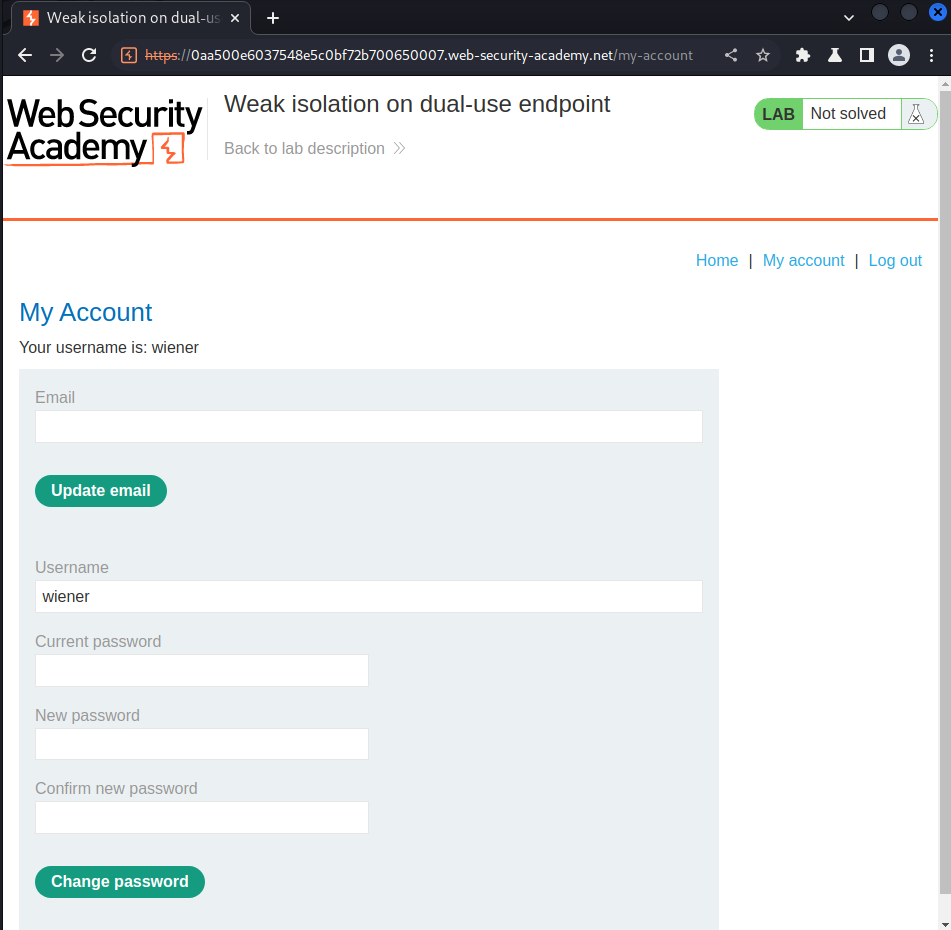 Weak isolation on dual-us
https://0aa500e6037548e5c0bf72b700650007.web-security-academy.net/my-account
Web Security
Academy
Weak isolation on dual-use endpoint
Back to lab description
LAB Not solved
Home | My account | Log out
My Account
Your username is: wiener
Email
Update email
Username
wiener
Current password
New password
Confirm new password
Change password